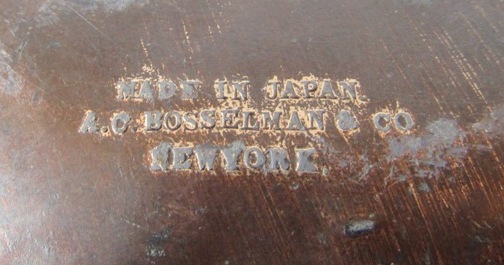 MADE IN JAPAN
A.C. BOSSELMAN & CO.
NEW YORK.